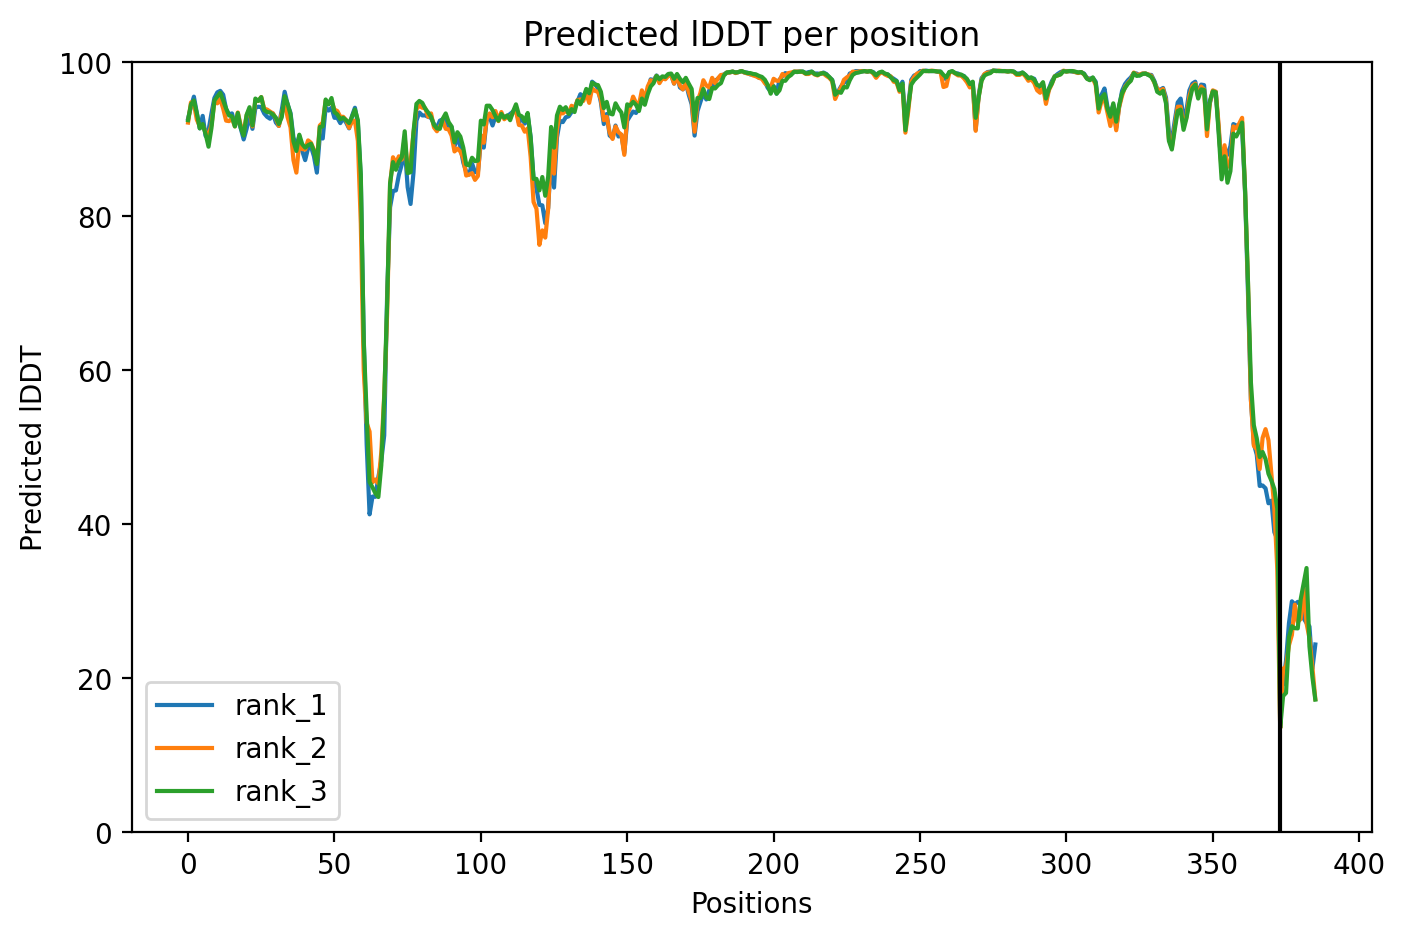 Predicted lDDT per position
100
80
60
40
20
0
Predicted lDDT
rank_1
rank_2
rank_3
0 50 100 150 200 250 300 350 400
Positions